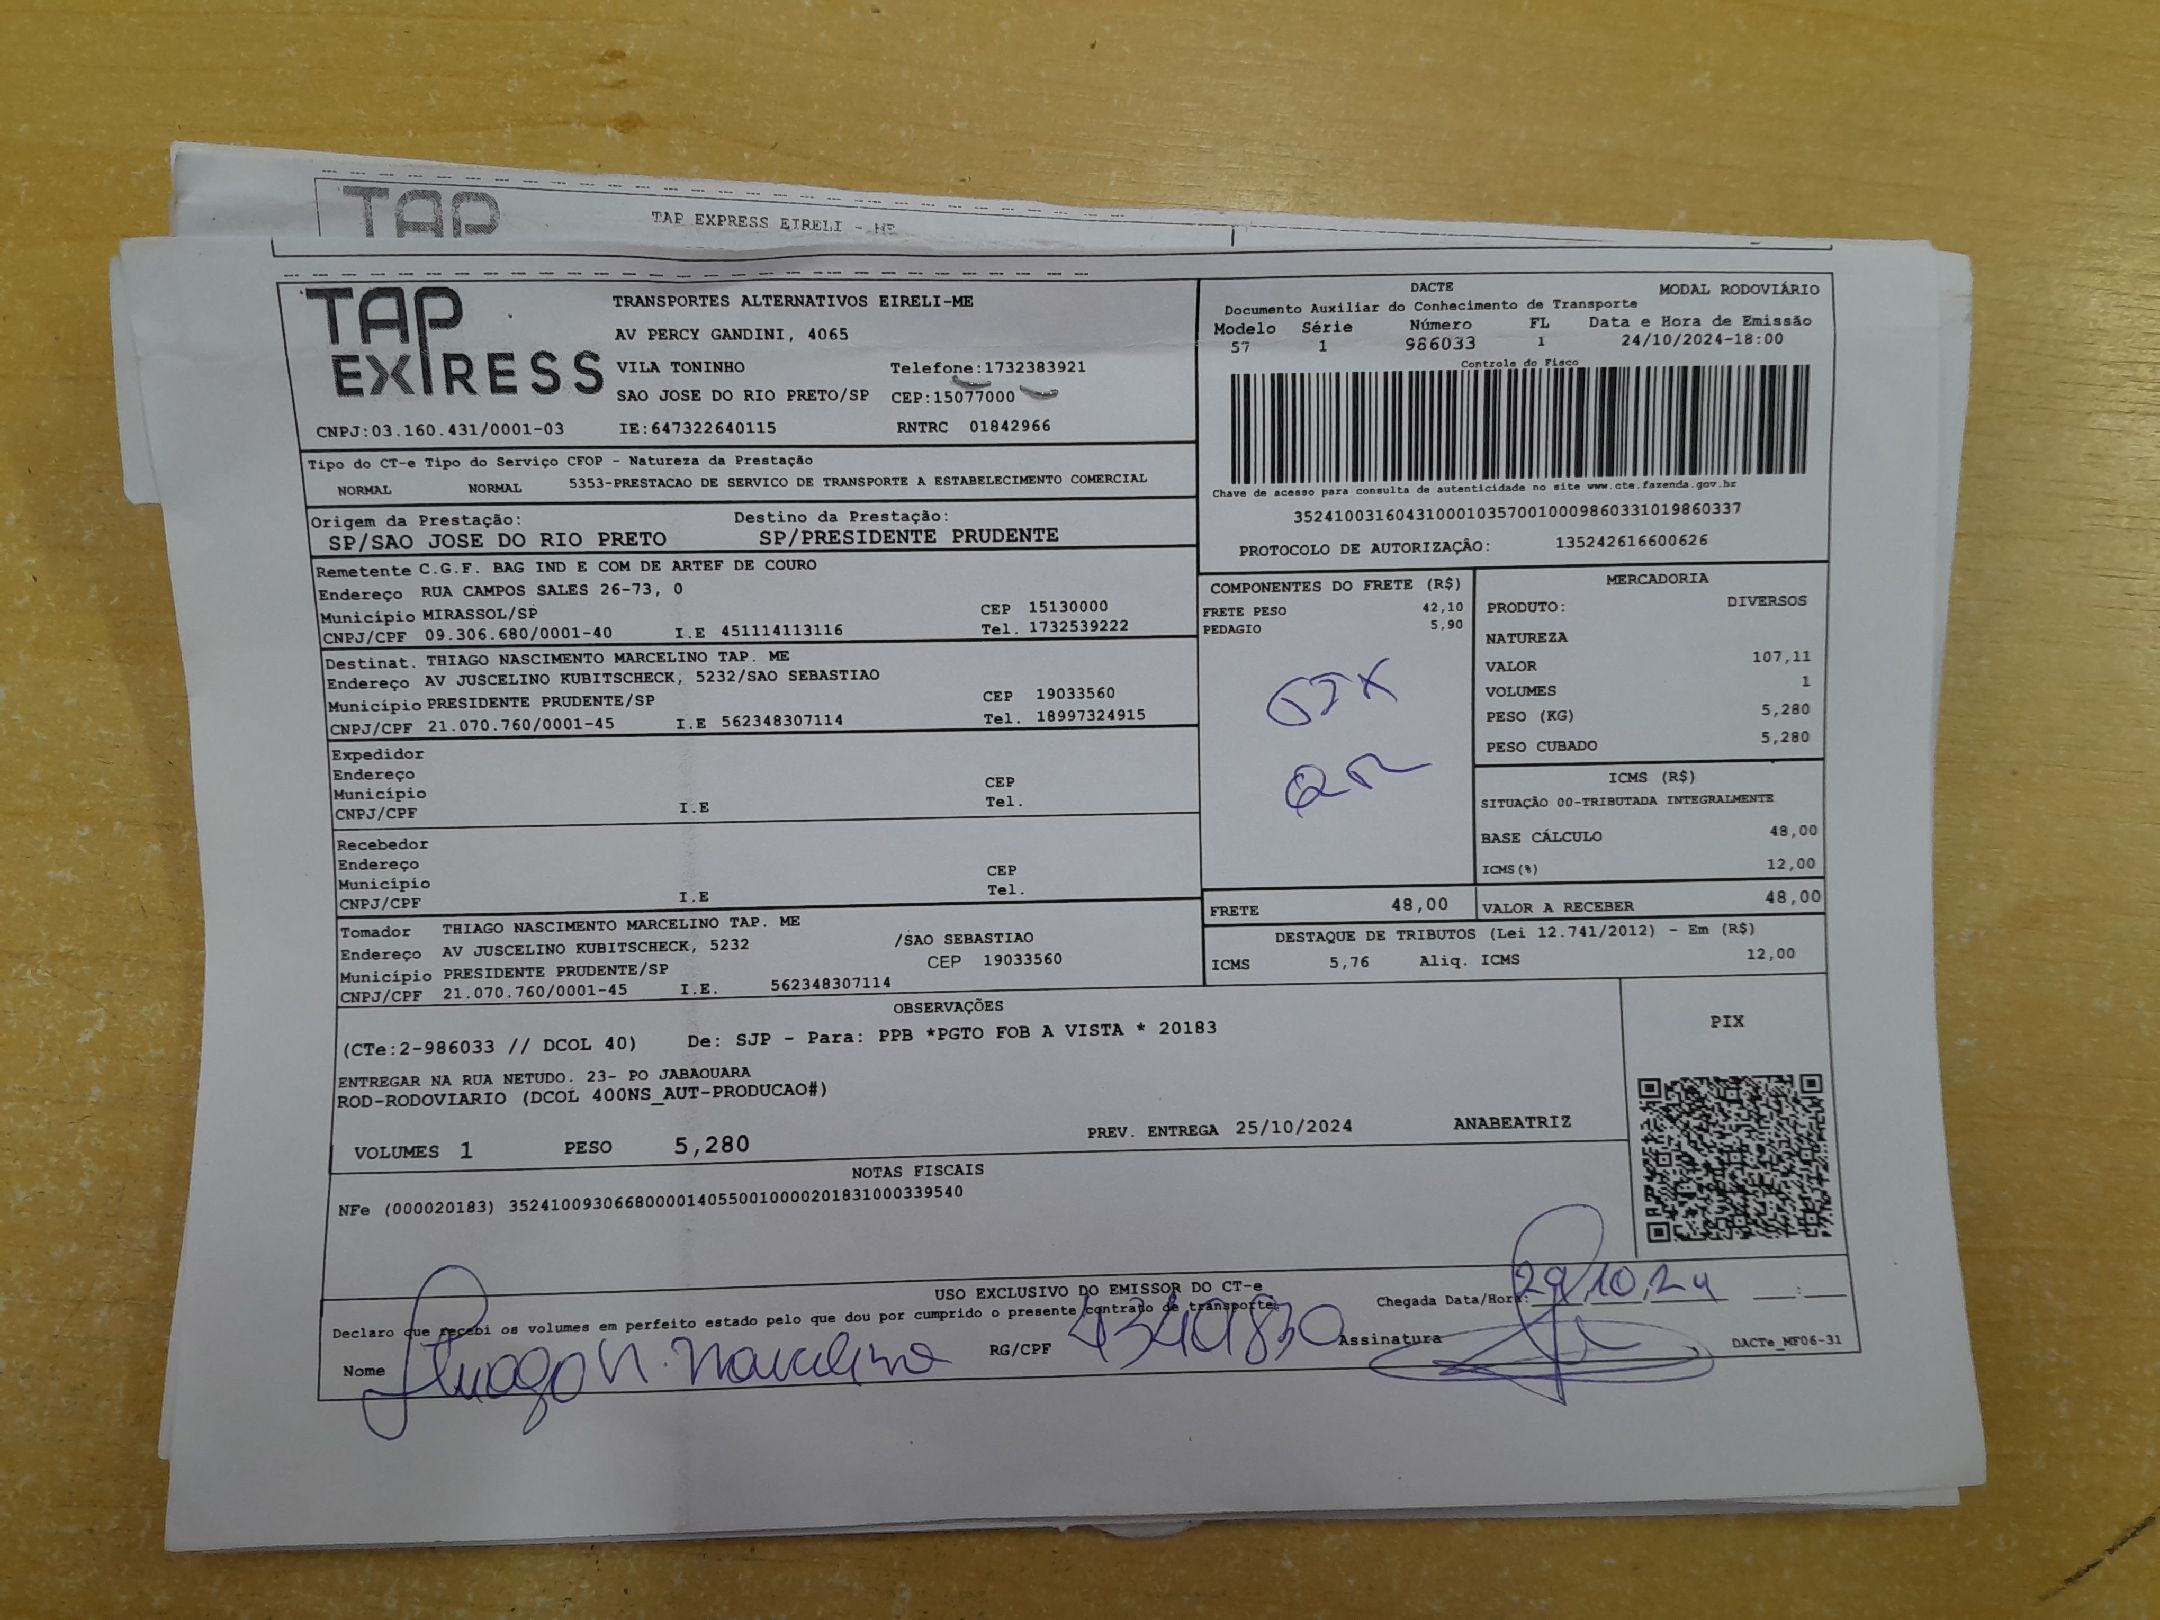 TAP
TAP EXPRESS EIRELI - ME
TAP EXPRESS
TRANSPORTES ALTERNATIVOS EIRELI-ME
AV PERCY GANDINI, 4065
VILA TONINHO Telefone:1732383921
SAO JOSE DO RIO PRETO/SP CEP:15077000
CNPJ:03.160.431/0001-03 IE:647322640115 RNTRC 01842966
DACTE MODAL RODOVIÁRIO
Documento Auxiliar do Conhecimento de Transporte
Modelo Série Número FL Data e Hora de Emissão
57 1 986033 1 24/10/2024-18:00
Controle do Fisco
Chave de acesso para consulta de autenticidade no site www.cte.fazenda.gov.br
35241003160431000103570010009860331019860337
PROTOCOLO DE AUTORIZAÇÃO: 135242616600626
Tipo do CT-e Tipo do Serviço CFOP - Natureza da Prestação
NORMAL NORMAL 5353-PRESTACAO DE SERVICO DE TRANSPORTE A ESTABELECIMENTO COMERCIAL
Origem da Prestação: Destino da Prestação:
SP/SAO JOSE DO RIO PRETO SP/PRESIDENTE PRUDENTE
Remetente C.G.F. BAG IND E COM DE ARTEF DE COURO
Endereço RUA CAMPOS SALES 26-73, 0
Município MIRASSOL/SP CEP 15130000
CNPJ/CPF 09.306.680/0001-40 I.E 451114113116 Tel. 1732539222
Destinat. THIAGO NASCIMENTO MARCELINO TAP. ME
Endereço AV JUSCELINO KUBITSCHECK, 5232/SAO SEBASTIAO
Município PRESIDENTE PRUDENTE/SP CEP 19033560
CNPJ/CPF 21.070.760/0001-45 I.E 562348307114 Tel. 18997324915
Expedidor
Endereço
Município CEP
CNPJ/CPF I.E Tel.
Recebedor
Endereço
Município CEP
CNPJ/CPF I.E Tel.
Tomador THIAGO NASCIMENTO MARCELINO TAP. ME
Endereço AV JUSCELINO KUBITSCHECK, 5232 /SAO SEBASTIAO
Município PRESIDENTE PRUDENTE/SP CEP 19033560
CNPJ/CPF 21.070.760/0001-45 I.E. 562348307114
COMPONENTES DO FRETE (R$)
FRETE PESO 42,10
PEDAGIO 5,90
MERCADORIA
PRODUTO: DIVERSOS
NATUREZA
VALOR 107,11
VOLUMES 1
PESO (KG) 5,280
PESO CUBADO 5,280
ICMS (R$)
SITUAÇÃO 00-TRIBUTADA INTEGRALMENTE
BASE CÁLCULO 48,00
ICMS(%) 12,00
FRETE 48,00 VALOR A RECEBER 48,00
DESTAQUE DE TRIBUTOS (Lei 12.741/2012) - Em (R$)
ICMS 5,76 Aliq. ICMS 12,00
OBSERVAÇÕES
(CTe:2-986033 // DCOL 40) De: SJP - Para: PPB *PGTO FOB A VISTA * 20183
ENTREGAR NA RUA NETUDO. 23- PO JABAOUARA
ROD-RODOVIARIO (DCOL 400NS_AUT-PRODUCAO#)
VOLUMES 1 PESO 5,280 PREV. ENTREGA 25/10/2024 ANABEATRIZ
PIX
NOTAS FISCAIS
NFe (000020183) 35241009306680000140550010000201831000339540
USO EXCLUSIVO DO EMISSOR DO CT-e
Declaro que recebi os volumes em perfeito estado pelo que dou por cumprido o presente contrato de transporte.
Chegada Data/Hora: 29/10/24 __:__
Nome Thiago N. Marcelino RG/CPF 4340830 Assinatura
DACTe_MF06-31